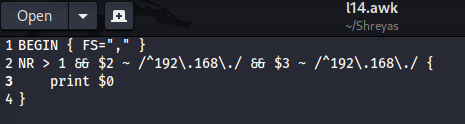 Open
l14.awk
~/Shreyas
1 BEGIN { FS="," }
2 NR > 1 && $2 ~ /^192\.168\./ && $3 ~ /^192\.168\./ {
3 print $0
4 }